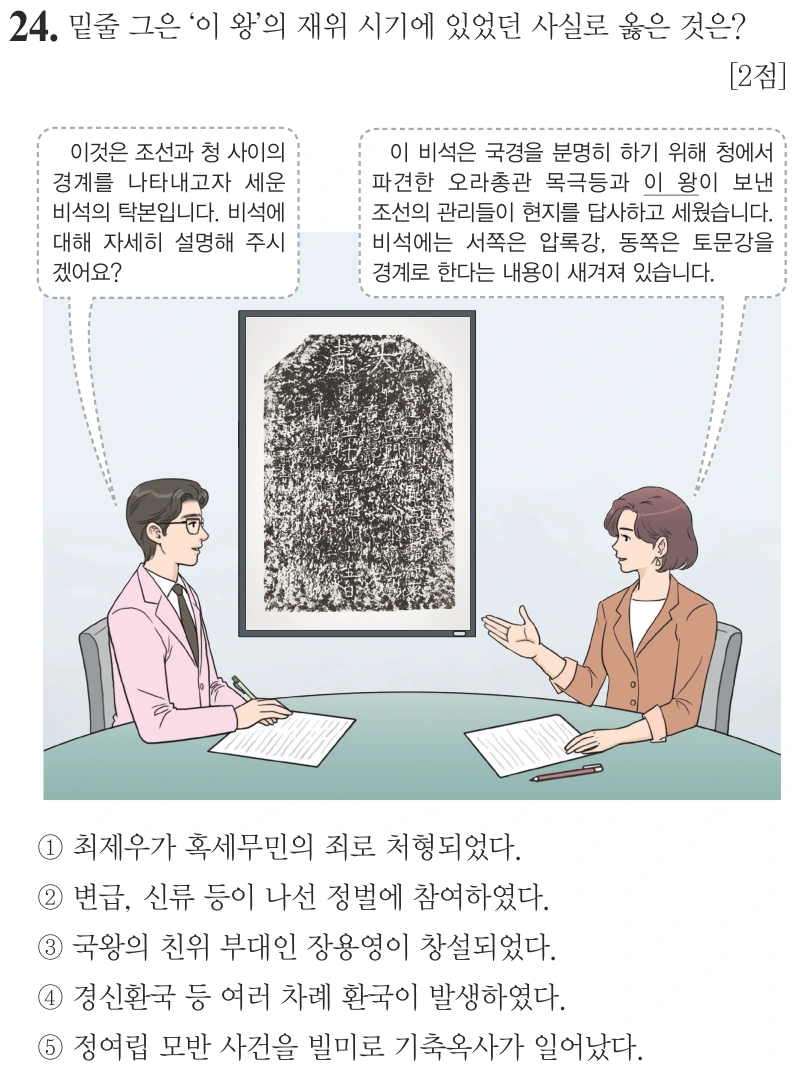 24. 밑줄 그은 ‘이 왕’의 재위 시기에 있었던 사실로 옳은 것은?
[2점]
이것은 조선과 청 사이의
경계를 나타내고자 세운
비석의 탁본입니다. 비석에
대해 자세히 설명해 주시
겠어요?
이 비석은 국경을 분명히 하기 위해 청에서
파견한 오라총관 목극등과 이 왕이 보낸
조선의 관리들이 현지를 답사하고 세웠습니다.
비석에는 서쪽은 압록강, 동쪽은 토문강을
경계로 한다는 내용이 새겨져 있습니다.
① 최제우가 혹세무민의 죄로 처형되었다.
② 변급, 신류 등이 나선 정벌에 참여하였다.
③ 국왕의 친위 부대인 장용영이 창설되었다.
④ 경신환국 등 여러 차례 환국이 발생하였다.
⑤ 정여립 모반 사건을 빌미로 기축옥사가 일어났다.